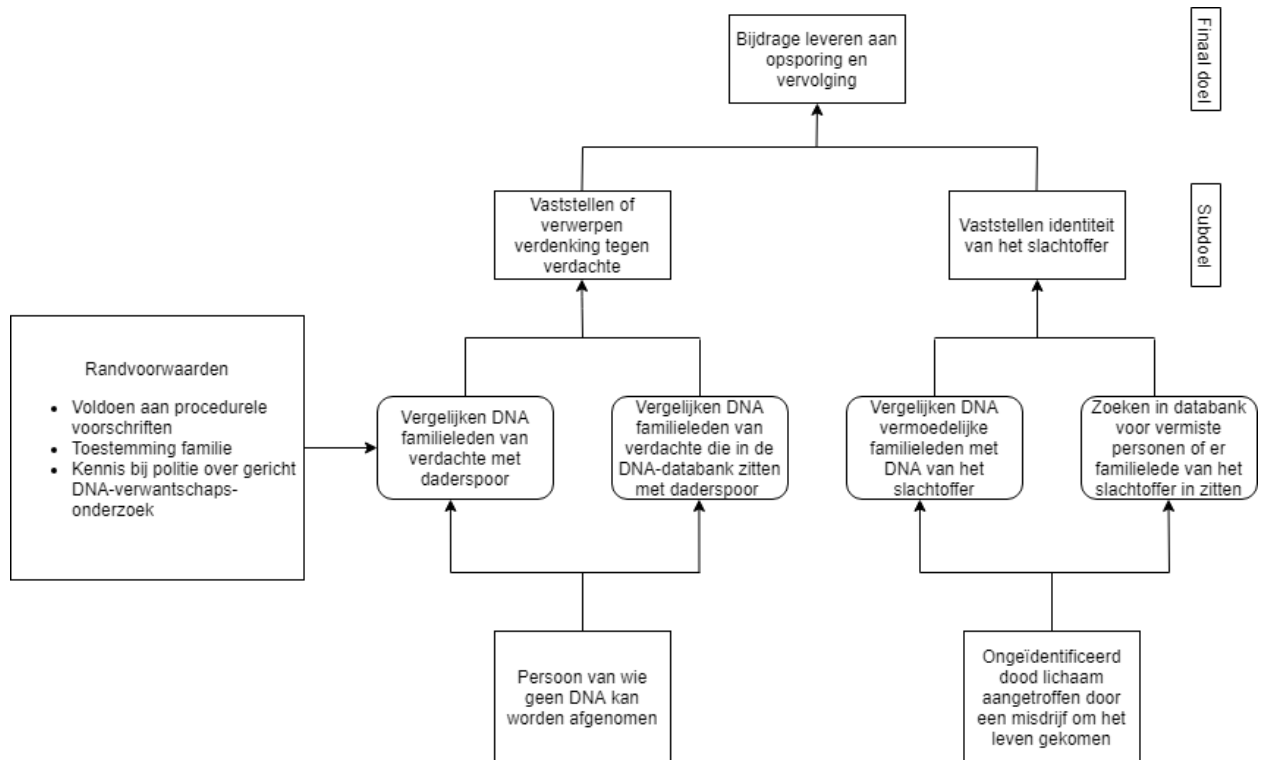 Bijdrage leveren aan
opsporing en
vervolging
Finaal doel
Vaststellen of
verwerpen
verdenking tegen
verdachte
Vaststellen identiteit
van het slachtoffer
Subdoel
Randvoorwaarden
• Voldoen aan procedurele
voorschriften
• Toestemming familie
• Kennis bij politie over gericht
DNA-verwantschaps-
onderzoek
Vergelijken DNA
familieleden van
verdachte met
daderspoor
Vergelijken DNA
familieleden van
verdachte die in de
DNA-databank zitten
met daderspoor
Vergelijken DNA
vermoedelijke
familieleden met
DNA van het
slachtoffer
Zoeken in databank
voor vermiste
personen of er
familielede van het
slachtoffer in zitten
Persoon van wie
geen DNA kan
worden afgenomen
Ongeïdentificeerd
dood lichaam
aangetroffen door
een misdrijf om het
leven gekomen